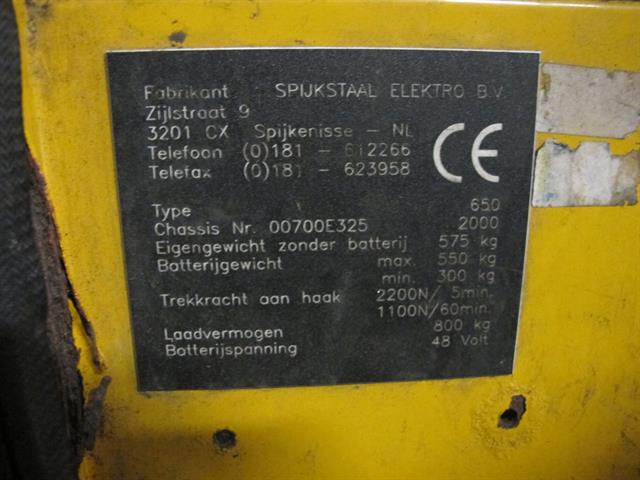 Fabrikant SPIJKSTAAL ELEKTRO B.V.
Zijlstraat 9
3201 CX Spijkenisse - NL
Telefoon (0)181 - 612266
Telefax (0)181 - 623958
CE
Type 650
Chassis Nr. 00700E325 2000
Eigengewicht zonder batterij 575 kg
Batterijgewicht max. 550 kg
min. 300 kg
Trekkracht aan haak 2200N/ 5min.
1100N/60min.
Laadvermogen 800 kg
Batterijspanning 48 Volt